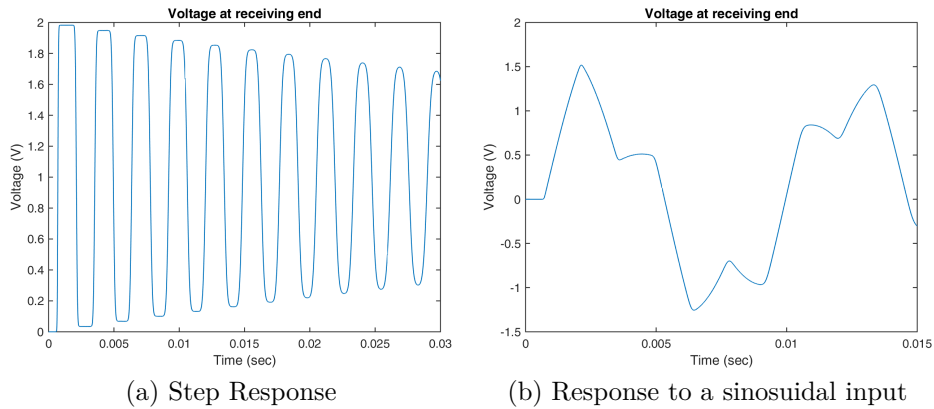 Voltage at receiving end
Voltage (V)
2
1.8
1.6
1.4
1.2
1
0.8
0.6
0.4
0.2
0
0 0.005 0.01 0.015 0.02 0.025 0.03
Time (sec)
(a) Step Response
Voltage at receiving end
Voltage (V)
2
1.5
1
0.5
0
-0.5
-1
-1.5
0 0.005 0.01 0.015
Time (sec)
(b) Response to a sinosuidal input